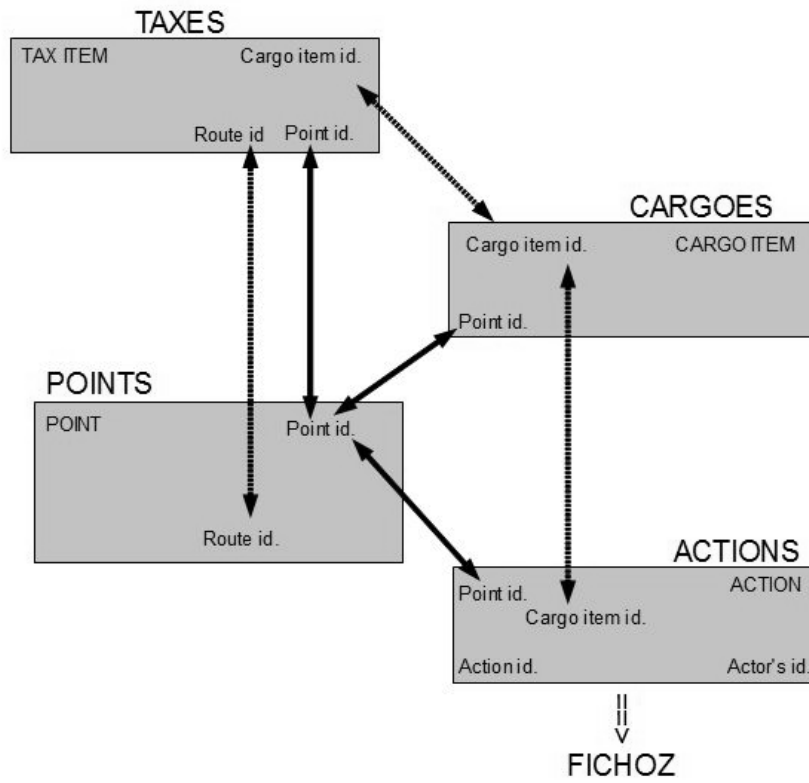 TAXES
TAX ITEM Cargo item id.
Route id Point id.
CARGOES
Cargo item id. CARGO ITEM
Point id.
POINTS
POINT Point id.
Route id.
ACTIONS
Point id. ACTION
Cargo item id.
Action id. Actor's id.
FICHOZ